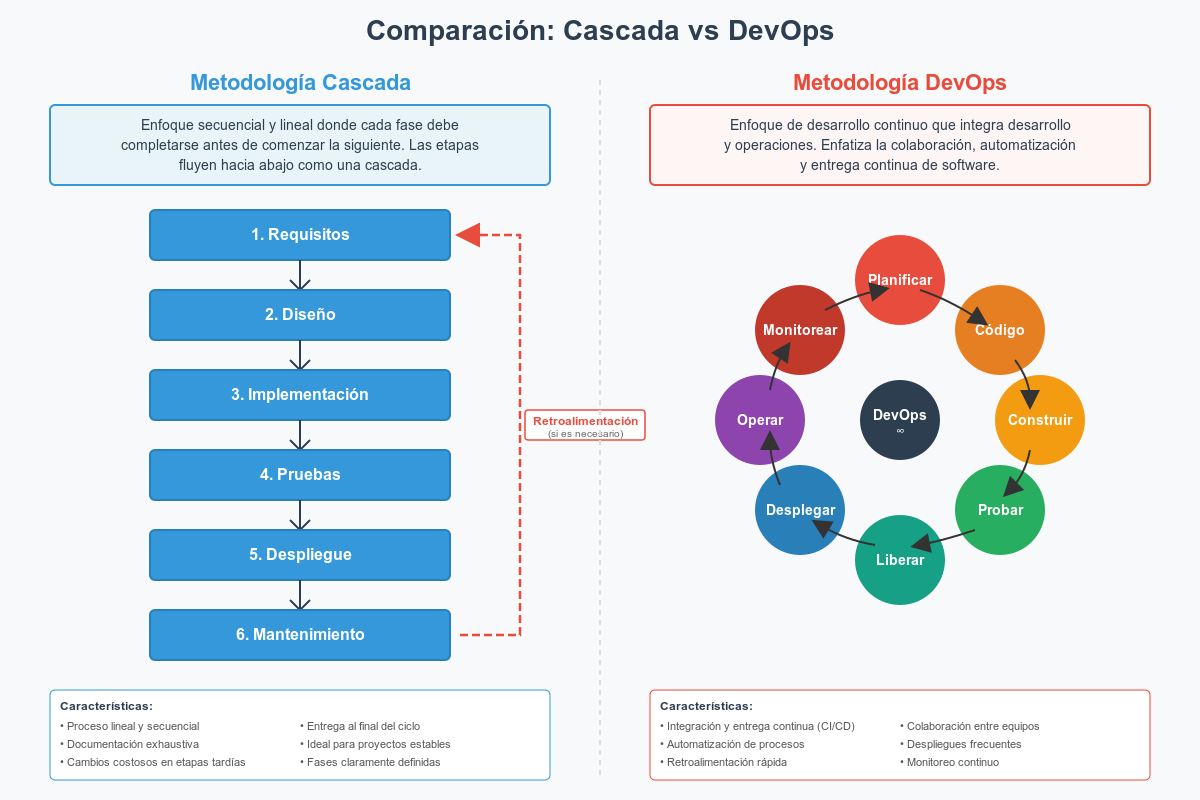 Comparación: Cascada vs DevOps
Metodología Cascada
Enfoque secuencial y lineal donde cada fase debe
completarse antes de comenzar la siguiente. Las etapas
fluyen hacia abajo como una cascada.
1. Requisitos
2. Diseño
3. Implementación
4. Pruebas
5. Despliegue
6. Mantenimiento
Retroalimentación
(si es necesario)
Características:
• Proceso lineal y secuencial
• Documentación exhaustiva
• Cambios costosos en etapas tardías
• Entrega al final del ciclo
• Ideal para proyectos estables
• Fases claramente definidas
Metodología DevOps
Enfoque de desarrollo continuo que integra desarrollo
y operaciones. Enfatiza la colaboración, automatización
y entrega continua de software.
Planificar
Código
Construir
Probar
Liberar
Desplegar
Operar
Monitorear
DevOps
∞
Características:
• Integración y entrega continua (CI/CD)
• Automatización de procesos
• Retroalimentación rápida
• Colaboración entre equipos
• Despliegues frecuentes
• Monitoreo continuo